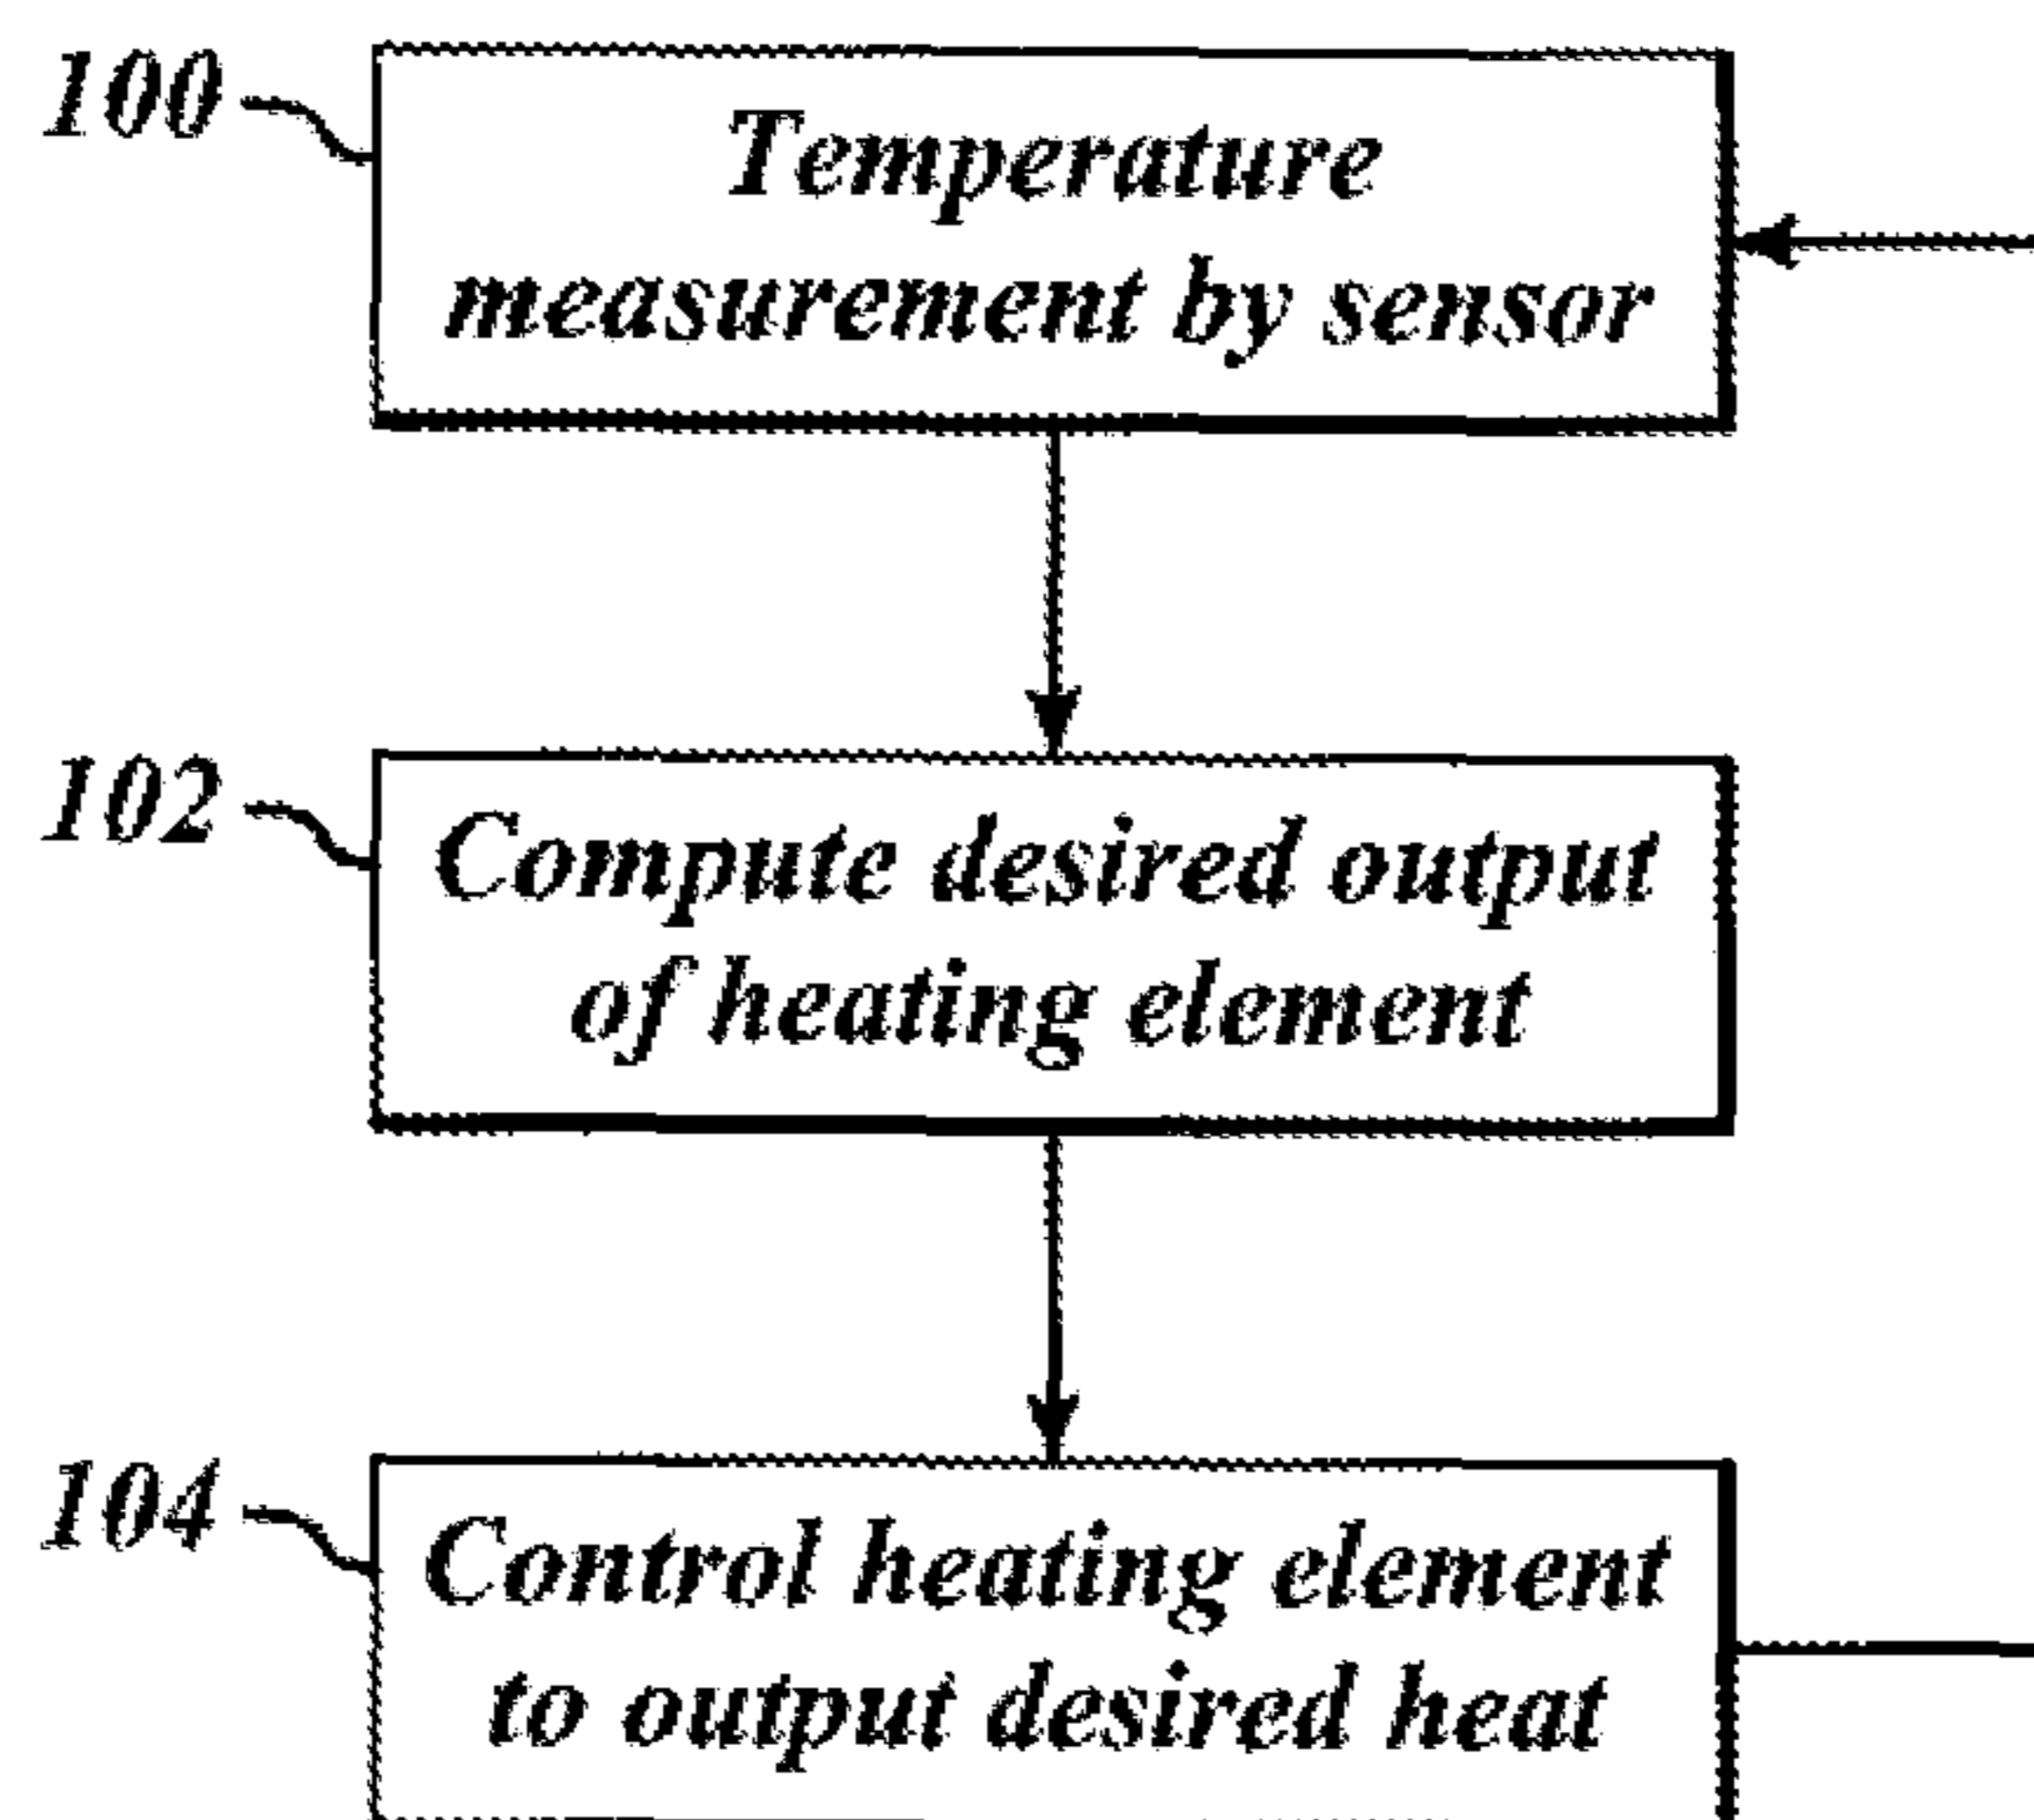 100
Temperature
measurement by sensor
102
Compute desired output
of heating element
104
Control heating element
to output desired heat